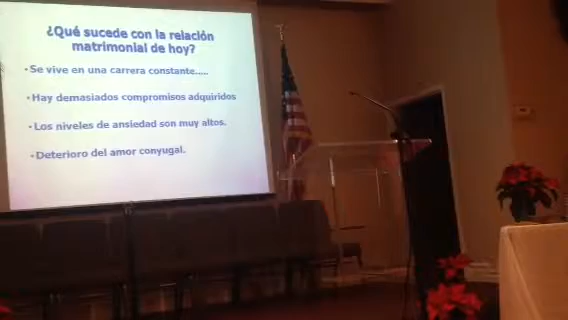 ¿Qué sucede con la relación
matrimonial de hoy?
•Se vive en una carrera constante.....
•Hay demasiados compromisos adquiridos
•Los niveles de ansiedad son muy altos.
•Deterioro del amor conyugal.